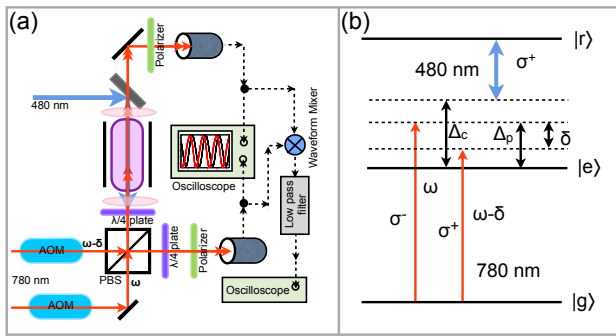 (a)
Polarizer
480 nm
Oscilloscope
Waveform Mixer
Low pass
filter
λ/4 plate
AOM
ω-δ
780 nm
PBS
ω
λ/4 plate
Polarizer
AOM
Oscilloscope
(b)
|r⟩
480 nm
σ+
Δc
Δp
δ
|e⟩
ω
σ-
σ+
ω-δ
780 nm
|g⟩